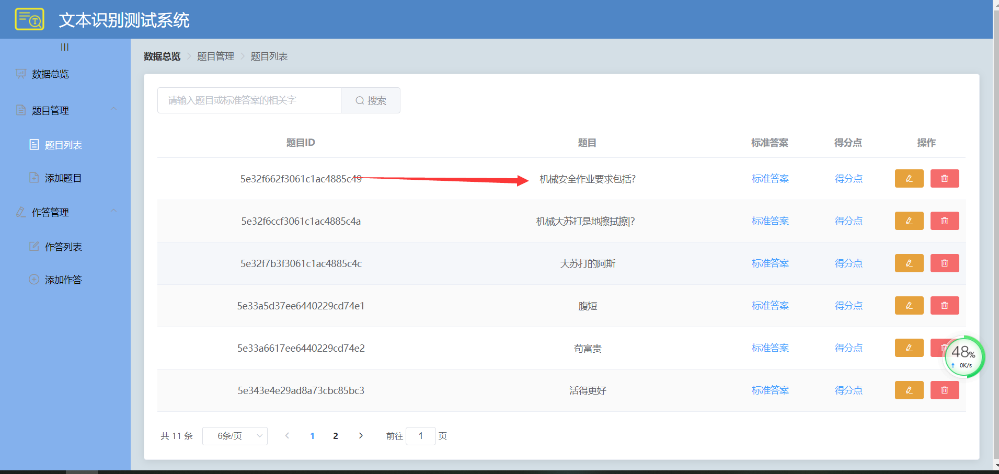 文本识别测试系统
数据总览
题目管理
题目列表
添加题目
作答管理
作答列表
添加作答
数据总览 > 题目管理 > 题目列表
请输入题目或标准答案的相关字 搜索
题目ID 题目 标准答案 得分点 操作
5e32f662f3061c1ac4885c49 机械安全作业要求包括? 标准答案 得分点
5e32f6ccf3061c1ac4885c4a 机械大苏打是地擦拭擦|? 标准答案 得分点
5e32f7b3f3061c1ac4885c4c 大苏打的阿斯 标准答案 得分点
5e33a5d37ee6440229cd74e1 腹短 标准答案 得分点
5e33a6617ee6440229cd74e2 苟富贵 标准答案 得分点
48%
0K/s
5e343e4e29ad8a73cbc85bc3 活得更好 标准答案 得分点
共 11 条 6条/页 1 2 前往 1 页